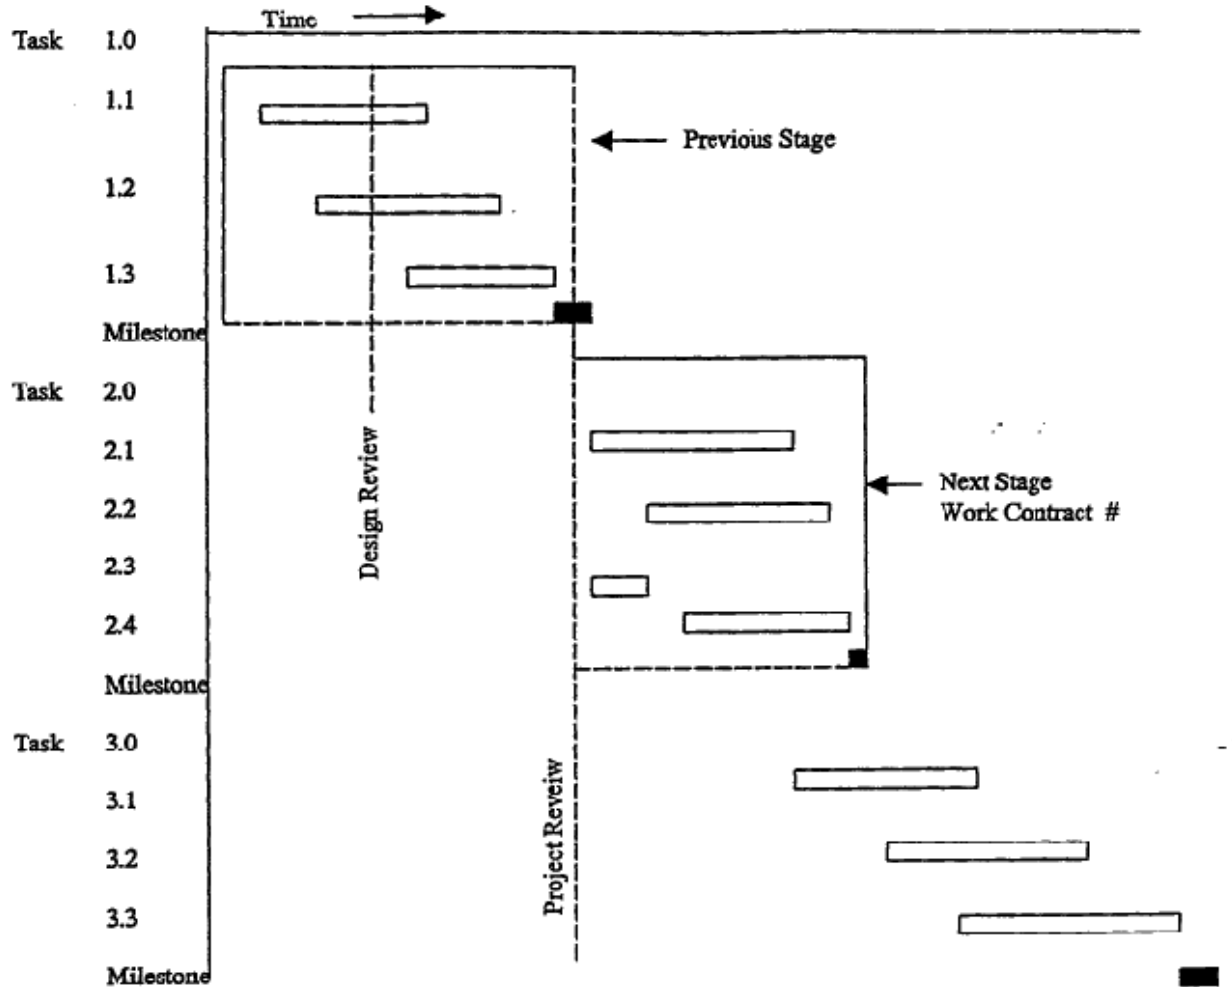 Time
Task 1.0
1.1
Previous Stage
1.2
1.3
Milestone
Task 2.0
2.1
Design Review
Next Stage
Work Contract #
2.2
2.3
2.4
Milestone
Task 3.0
3.1
Project Reveiw
3.2
3.3
Milestone